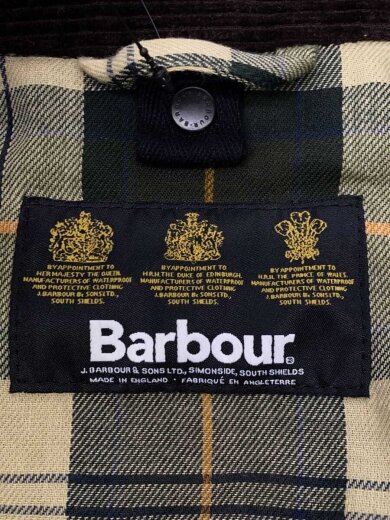 BARBOUR · BARBOUR
BY APPOINTMENT TO
HER MAJESTY THE QUEEN
MANUFACTURERS OF WATERPROOF
AND PROTECTIVE CLOTHING
J. BARBOUR & SONS LTD.,
SOUTH SHIELDS.
BY APPOINTMENT TO
H.R.H. THE DUKE OF EDINBURGH,
MANUFACTURERS OF WATERPROOF
AND PROTECTIVE CLOTHING
J. BARBOUR & SONS LTD.,
SOUTH SHIELDS.
BY APPOINTMENT TO
H.R.H. THE PRINCE OF WALES.
MANUFACTURERS OF WATERPROOF
AND PROTECTIVE CLOTHING
J. BARBOUR & SONS LTD.,
SOUTH SHIELDS.
Barbour®
J. BARBOUR & SONS LTD., SIMONSIDE, SOUTH SHIELDS
MADE IN ENGLAND · FABRIQUÉ EN ANGLETERRE